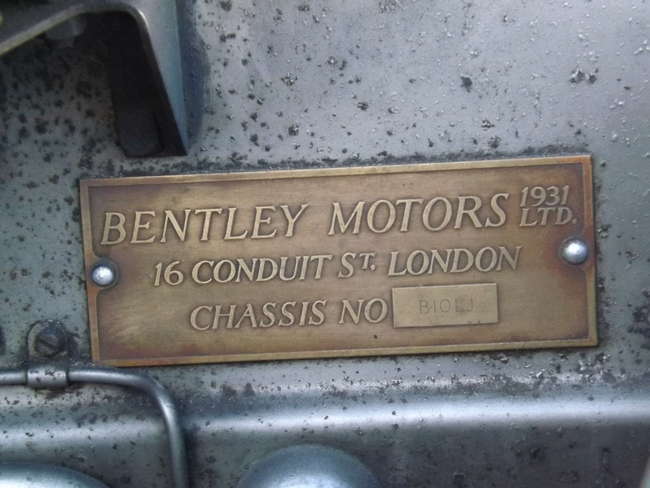 BENTLEY MOTORS 1931 LTD.
16 CONDUIT ST. LONDON
CHASSIS NO